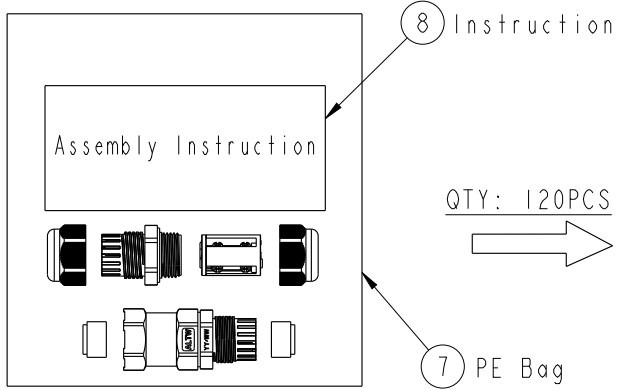 8 Instruction
Assembly Instruction
QTY: 120PCS
7 PE Bag